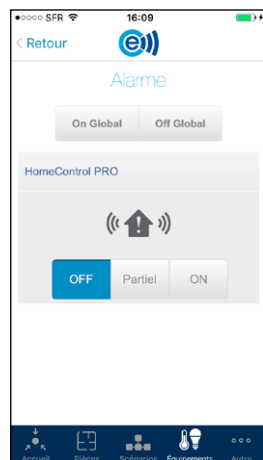 SFR 16:09
< Retour
Alarme
On Global Off Global
HomeControl PRO
OFF Partiel ON
Accueil Pièces Scénarios Équipements Autre